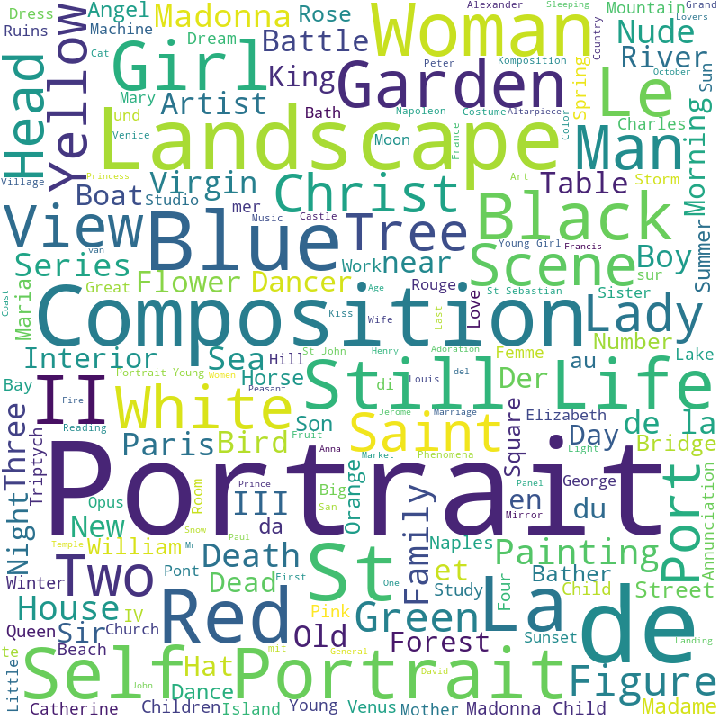 Dress Angel Madonna Rose Woman Nude Mountain Alexander Sleeping Grand Lovers
Ruins Machine Battle Peter Komposition Country River
Cat Dream King Garden October Sun
Head Yellow Girl Mary Artist Bath Napoleon Costume Altarpiece Color Spring Le
und Venice Moon France Charles
Village Princess Landscape Art Man Morning Storm
Virgin Christ Table
View Boat Studio mer Music Castle Young Girl Francis Black
van Blue Tree Scene Boy Summer
Series Great Flower Dancer Work near Rouge St Sebastian Sister sur
Coast Maria Age Kiss Wife Love Last
Composition Lady Number
Interior Sea Hill St John Henry Adoration Femme au Lake
Bay Portrait Young Horse Louis del Peasant di Der
II Women Still Life
Fire White Son Jerome Marriage Elizabeth de la
Reading Paris Bird Fruit Saint Square Day Bridge
Three Triptych Anna Market Phenomena Light
Night Portrait Port
Opus Room III Prince Big Orange Panel George Mirror
New Snow da San Family en du Annunciation
Temple William Paul Mr Death St Naples Painting
Winter Pont Two Dead First et One Bather Street
House IV Red Pink Green Study Four Child
Queen Sir Church Old La de Sunset
te Beach Hat mit General Forest Landing
Little Self Portrait David Figure
John Dance
Catherine Children Island Young Venus Mother Madonna Child Madame